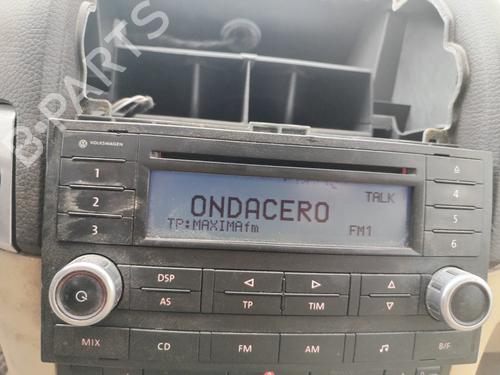 B-PARTS
VOLKSWAGEN
1
2
3
TALK
ONDACERO
TP:MAXIMAfm
FM1
4
5
6
DSP
AS
TP
TIM
MIX
CD
FM
AM
B/F